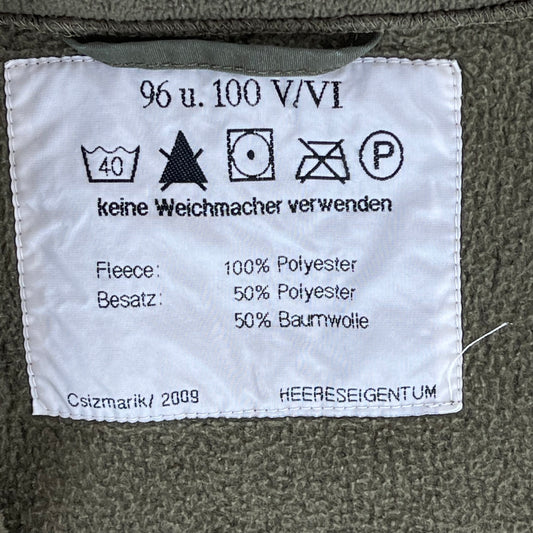 96 u. 100 V/VI
40 P
keine Weichmacher verwenden
Fleece: 100% Polyester
Besatz: 50% Polyester
50% Baumwolle
Csizmarik/ 2009 HEERESEIGENTUM